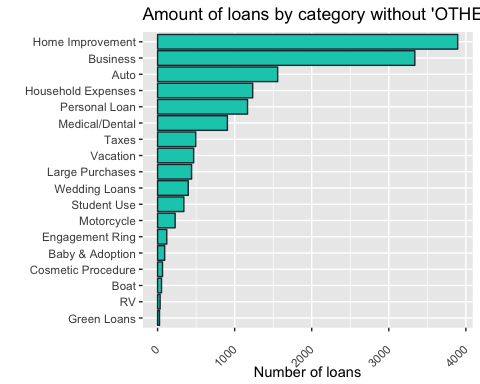 Amount of loans by category without 'OTHE
Home Improvement
Business
Auto
Household Expenses
Personal Loan
Medical/Dental
Taxes
Vacation
Large Purchases
Wedding Loans
Student Use
Motorcycle
Engagement Ring
Baby & Adoption
Cosmetic Procedure
Boat
RV
Green Loans
0 1000 2000 3000 4000
Number of loans